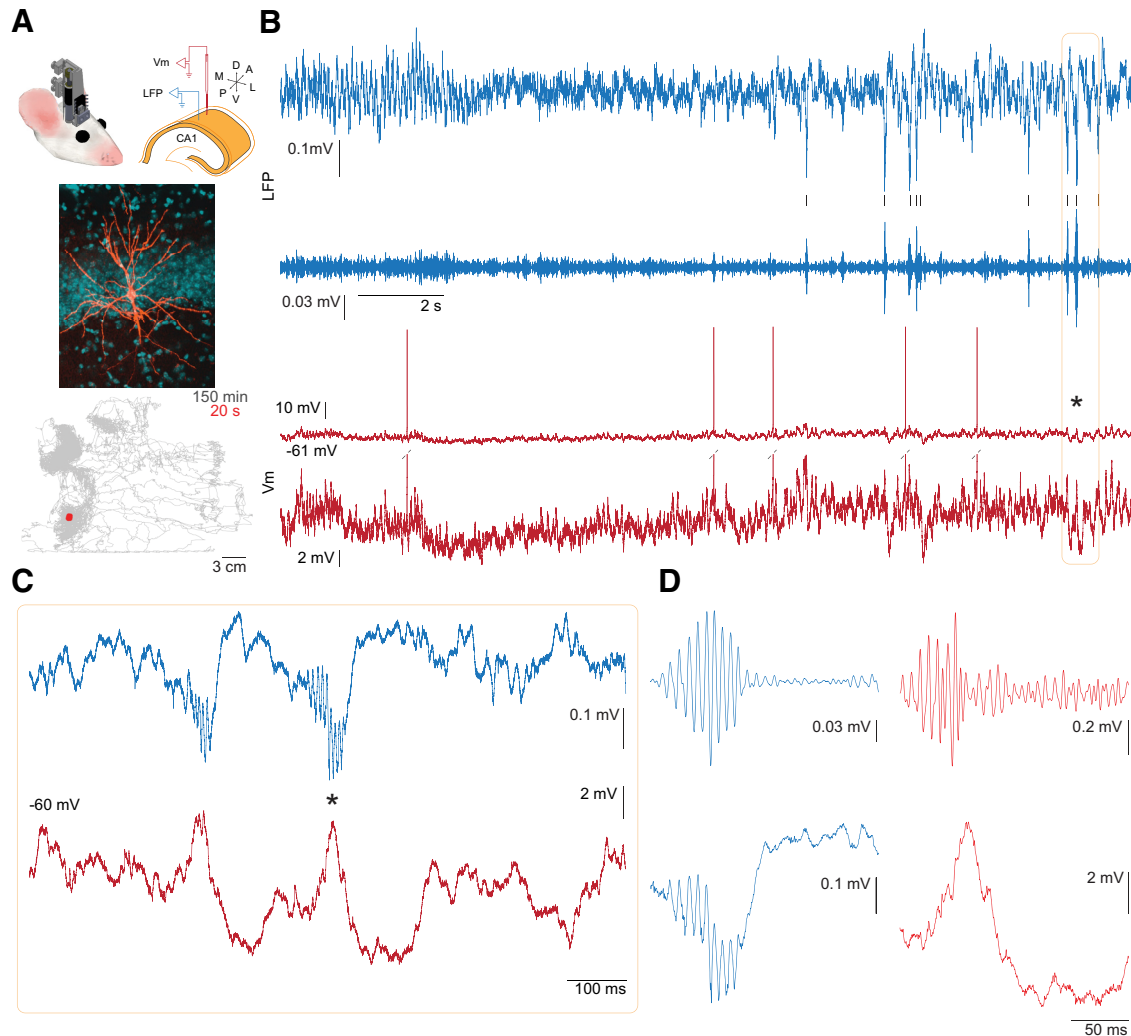 A
Vm
LFP
D
A
M
L
P
V
CA1
150 min
20 s
3 cm
B
LFP
0.1mV
0.03 mV
2 s
10 mV
-61 mV
*
Vm
2 mV
C
0.1 mV
-60 mV
*
2 mV
100 ms
D
0.03 mV
0.2 mV
0.1 mV
2 mV
50 ms